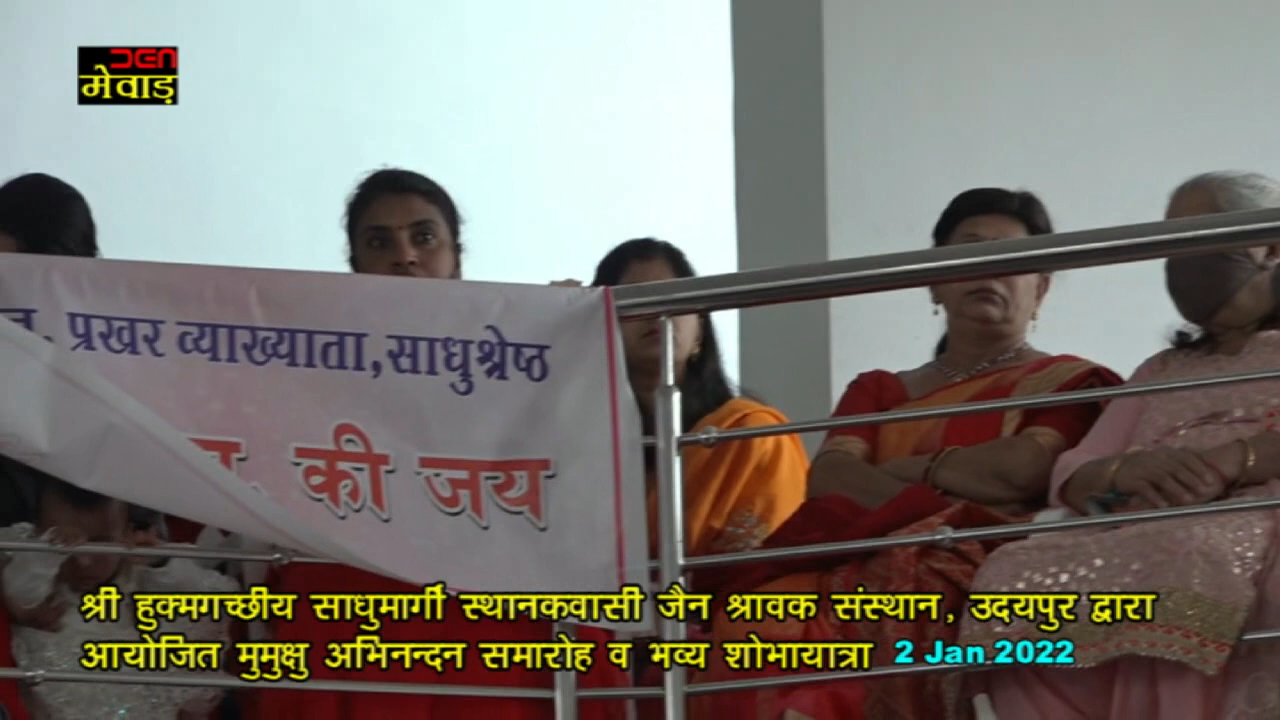 DEN
मेवाड़
प्रखर व्याख्याता, साधुश्रेष्ठ
की जय
श्री हुक्मगच्छीय साधुमार्गी स्थानकवासी जैन श्रावक संस्थान, उदयपुर द्वारा
आयोजित मुमुक्षु अभिनन्दन समारोह व भव्य शोभायात्रा 2 Jan 2022